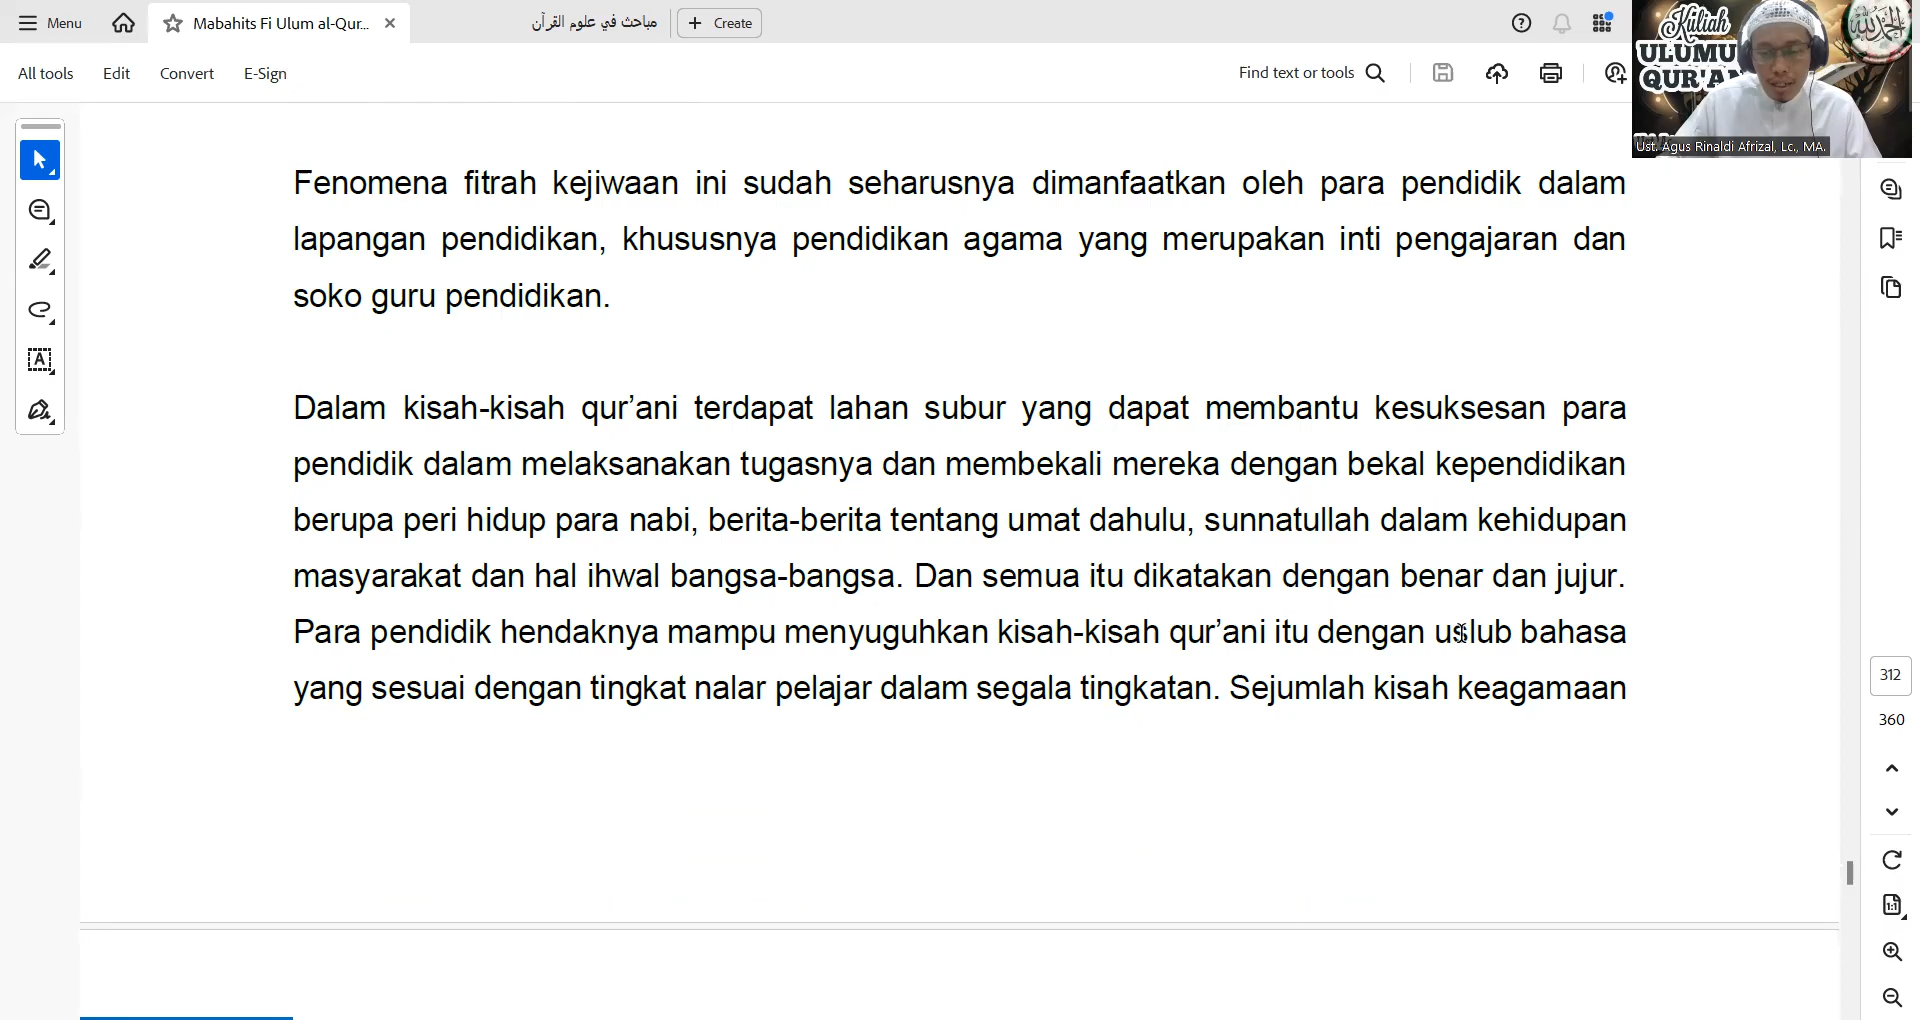 Menu
Mabahits Fi Ulum al-Qur...
مباحث في علوم القرآن
Create
All tools
Edit
Convert
E-Sign
Find text or tools
Kuliah
ULUMU
QUR'AN
Ust. Agus Rinaldi Afrizal, Lc., MA.
Fenomena fitrah kejiwaan ini sudah seharusnya dimanfaatkan oleh para pendidik dalam
lapangan pendidikan, khususnya pendidikan agama yang merupakan inti pengajaran dan
soko guru pendidikan.
Dalam kisah-kisah qur’ani terdapat lahan subur yang dapat membantu kesuksesan para
pendidik dalam melaksanakan tugasnya dan membekali mereka dengan bekal kependidikan
berupa peri hidup para nabi, berita-berita tentang umat dahulu, sunnatullah dalam kehidupan
masyarakat dan hal ihwal bangsa-bangsa. Dan semua itu dikatakan dengan benar dan jujur.
Para pendidik hendaknya mampu menyuguhkan kisah-kisah qur’ani itu dengan uslub bahasa
yang sesuai dengan tingkat nalar pelajar dalam segala tingkatan. Sejumlah kisah keagamaan
312
360